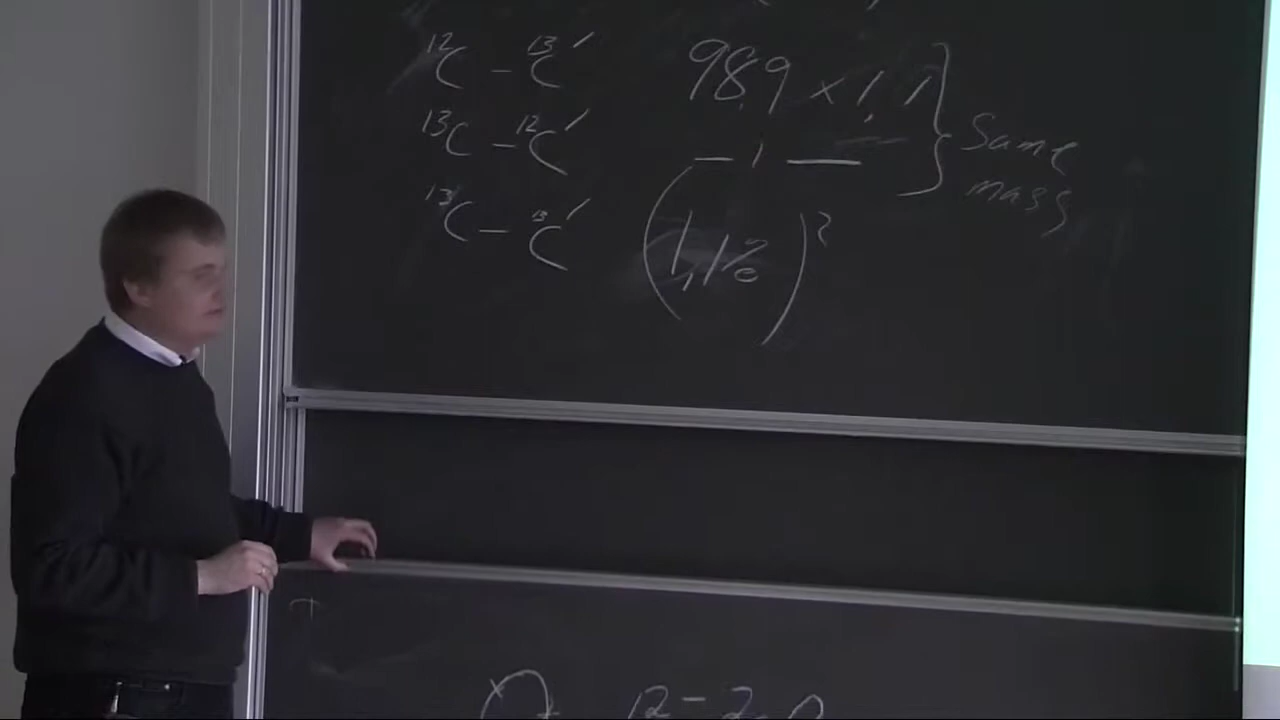 ¹²C – ¹³C′ 98,9 × 1,1 } Same mass
¹³C – ¹²C′ — ı —
¹³C – ¹³C′ (1,1%)²